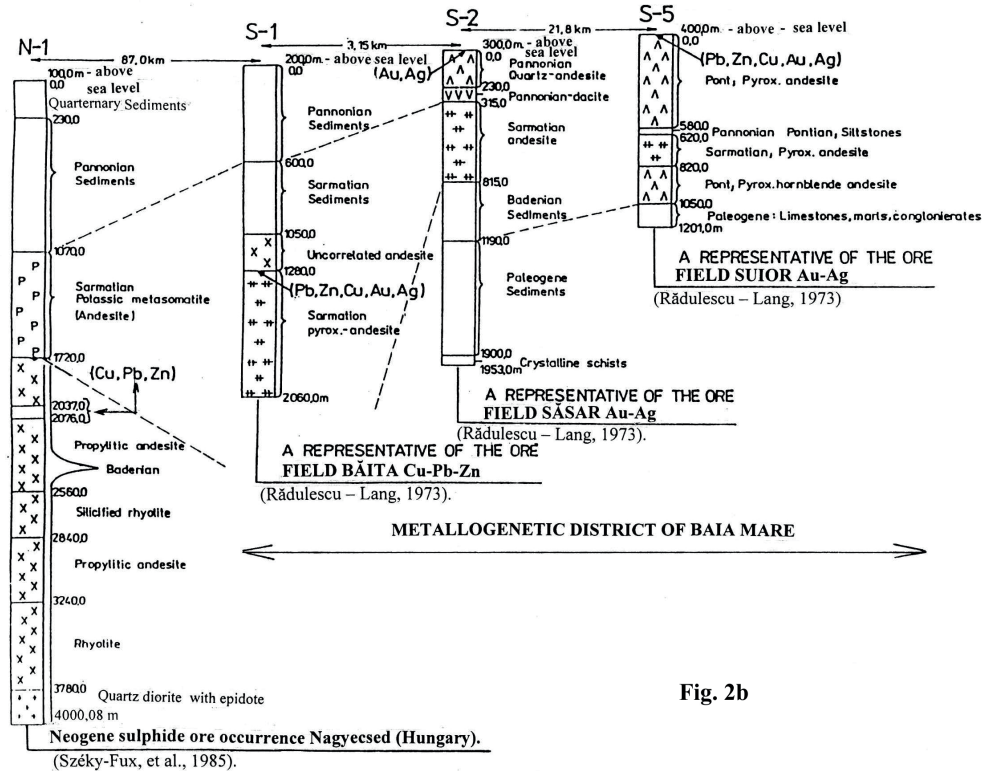 N-1
87,0 km
100,0 m - above
sea level
0,0
Quarternary Sediments
230,0
Pannonian
Sediments
1070,0
P
P
P
P
P
P
P
Sarmatian
Potassic metasomatite
(Andesite)
1720,0
(Cu, Pb, Zn)
2037,0
2076,0
Propylitic andesite
Baderian
2560,0
Silicified rhyolite
2840,0
Propylitic andesite
3240,0
Rhyolite
3780,0
Quartz diorite with epidote
4000,08 m
Neogene sulphide ore occurrence Nagyecsed (Hungary).
(Széky-Fux, et al., 1985).
S-1
3,15 km
200,0m - above
sea level
0,0
Pannonian
Sediments
600,0
Sarmatian
Sediments
1050,0
Uncorrelated andesite
1280,0
(Pb, Zn, Cu, Au, Ag)
Sarmation
pyrox.-andesite
2060,0m
A REPRESENTATIVE OF THE ORE
FIELD BĂITA Cu-Pb-Zn
(Rădulescu – Lang, 1973).
S-2
21,8 km
300,0m - above
sea level
0,0
(Au, Ag)
Pannonian
Quartz-andesite
230,0
Pannonian-dacite
315,0
Sarmatian
andesite
815,0
Badenian
Sediments
1190,0
Paleogene
Sediments
1900,0
Crystalline schists
1953,0m
A REPRESENTATIVE OF THE ORE
FIELD SĂSAR Au-Ag
(Rădulescu – Lang, 1973).
S-5
400,0m - above - sea level
0,0
(Pb, Zn, Cu, Au, Ag)
Pont, Pyrox. andesite
580,0
Pannonian Pontian, Siltstones
620,0
Sarmatian, Pyrox. andesite
820,0
Pont, Pyrox. hornblende andesite
1050,0
Paleogene: Limestones, marls, conglonierates
1201,0m
A REPRESENTATIVE OF THE ORE
FIELD SUIOR Au-Ag
(Rădulescu – Lang, 1973)
METALLOGENETIC DISTRICT OF BAIA MARE
Fig. 2b